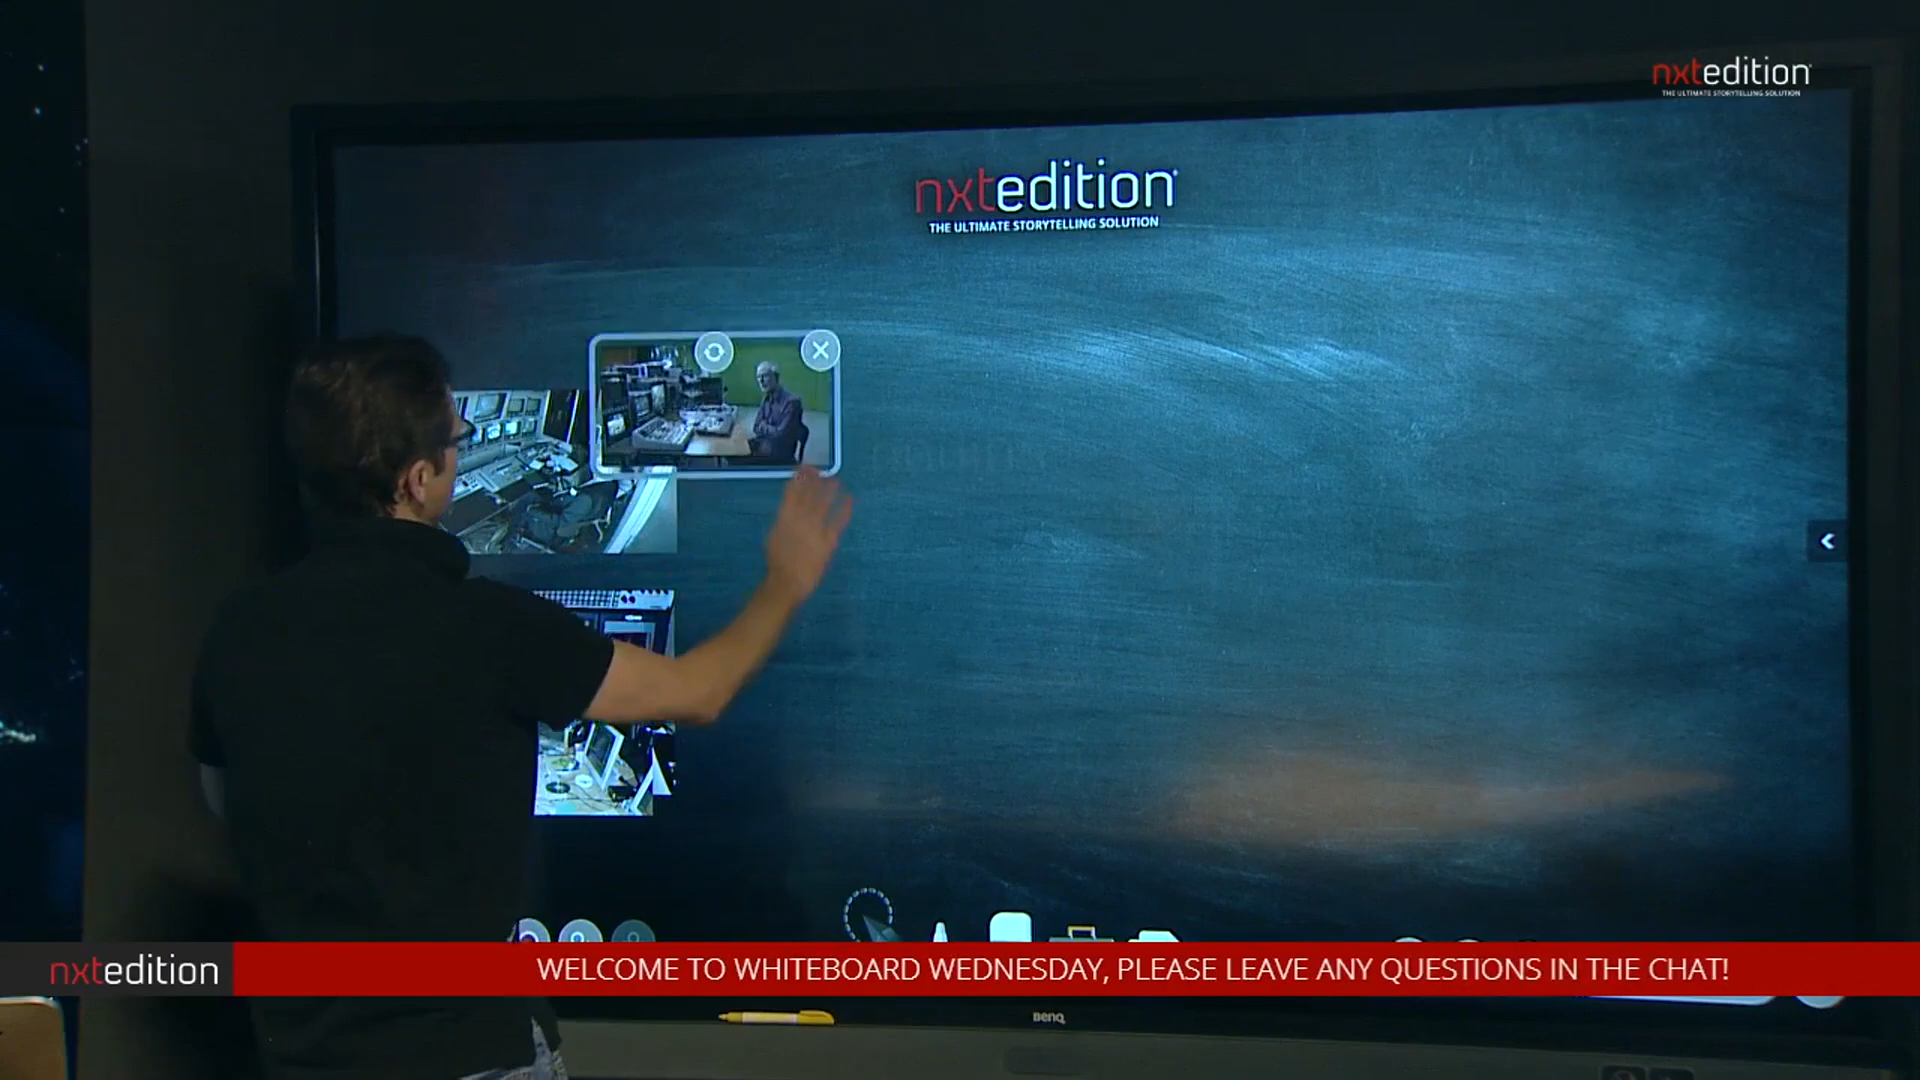 nxtedition
THE ULTIMATE STORYTELLING SOLUTION
nxtedition
THE ULTIMATE STORYTELLING SOLUTION
nxtedition
WELCOME TO WHITEBOARD WEDNESDAY, PLEASE LEAVE ANY QUESTIONS IN THE CHAT!
BenQ